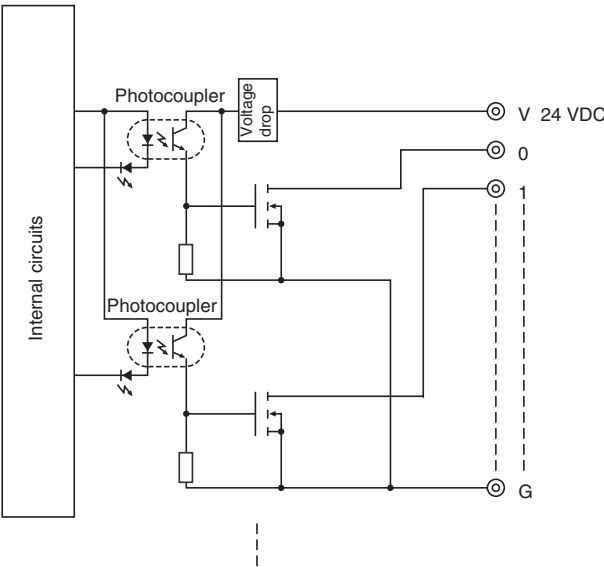 Photocoupler
Voltage
drop
V 24 VDC
0
1
Internal circuits
Photocoupler
G